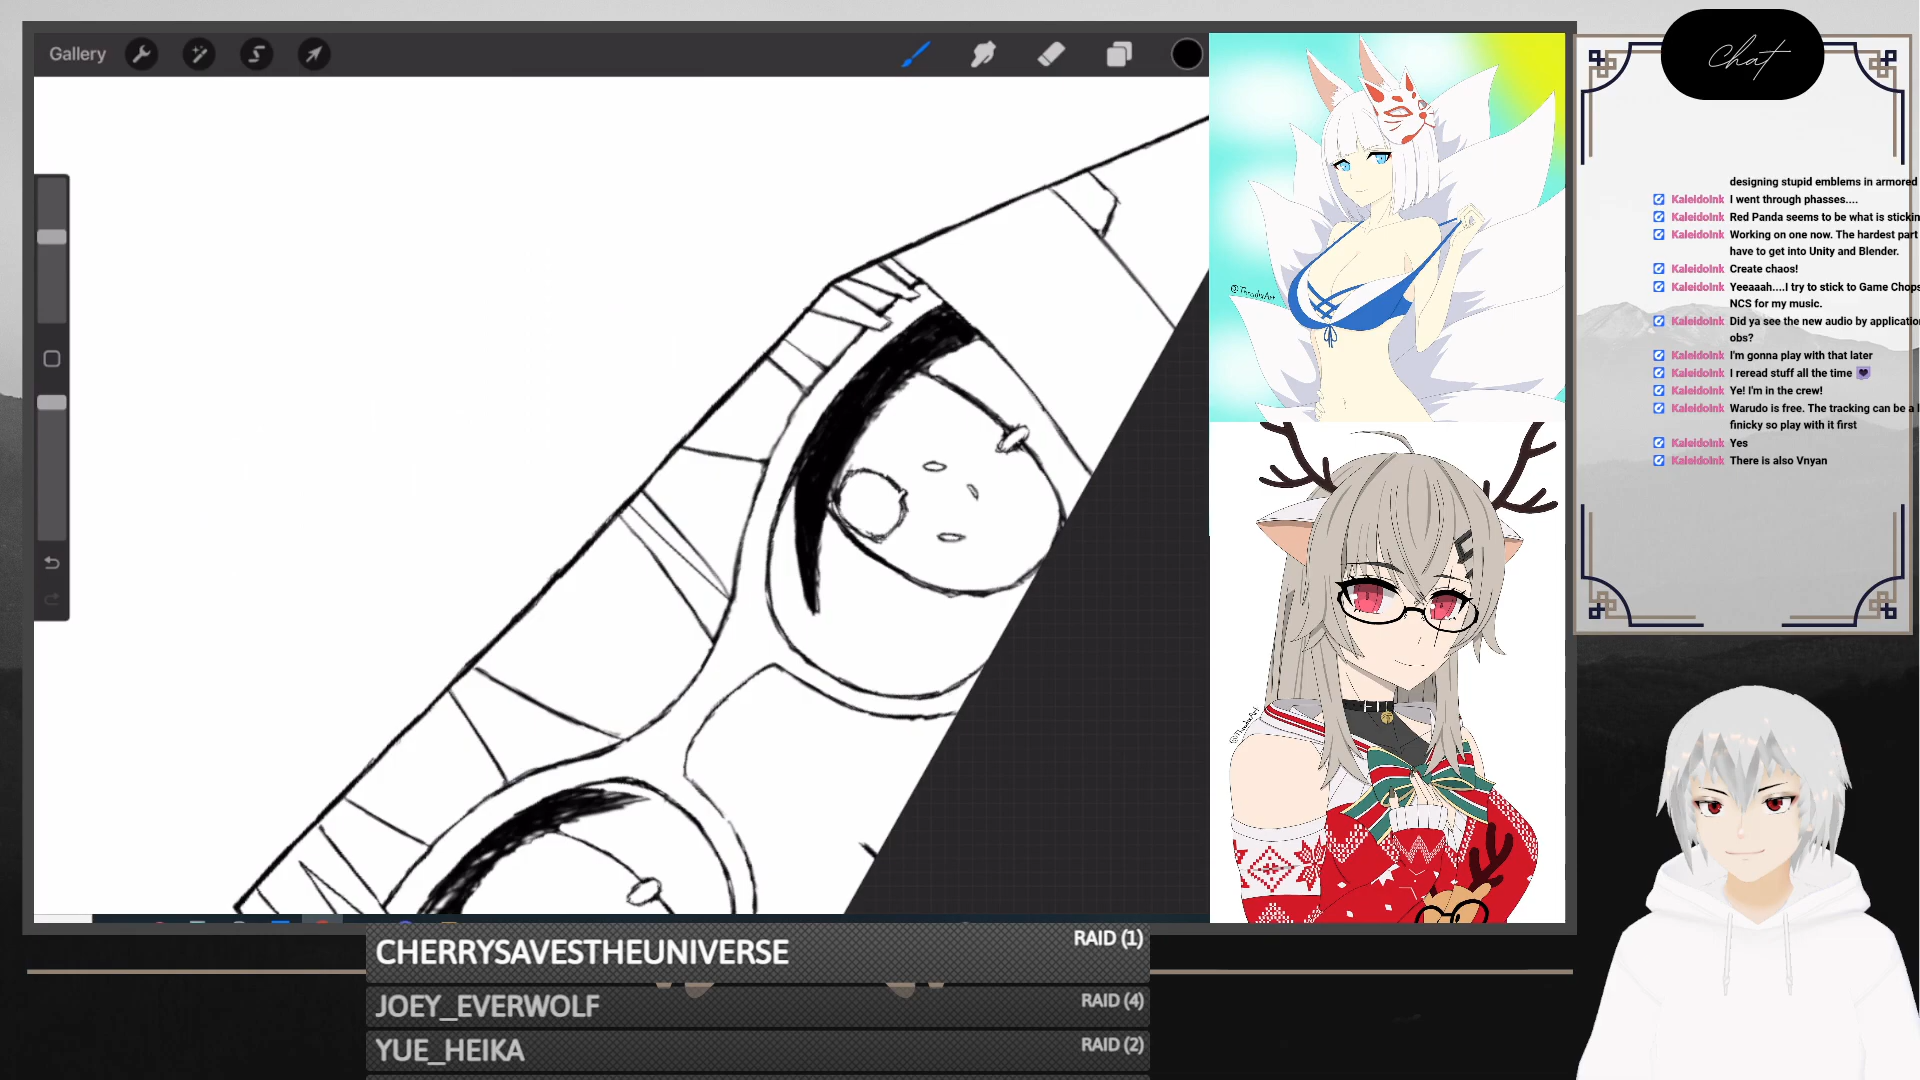 Gallery
Chat
designing stupid emblems in armored
KaleidoInk I went through phasses....
KaleidoInk Red Panda seems to be what is stickin
KaleidoInk Working on one now. The hardest part
have to get into Unity and Blender.
KaleidoInk Create chaos!
KaleidoInk Yeeaaah....I try to stick to Game Chops
NCS for my music.
KaleidoInk Did ya see the new audio by applicatio
obs?
KaleidoInk I'm gonna play with that later
KaleidoInk I reread stuff all the time
KaleidoInk Ye! I'm in the crew!
KaleidoInk Warudo is free. The tracking can be a l
finicky so play with it first
KaleidoInk Yes
KaleidoInk There is also Vnyan
CHERRYSAVESTHEUNIVERSE RAID (1)
JOEY_EVERWOLF RAID (4)
YUE_HEIKA RAID (2)